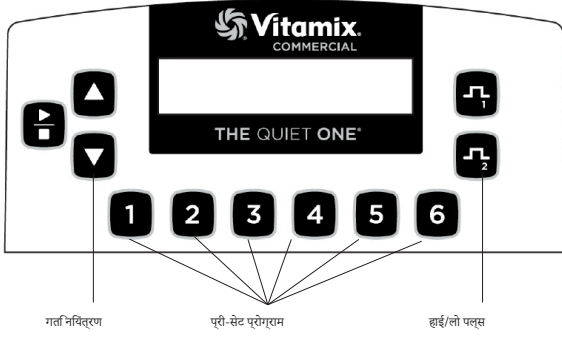 Vitamix.
COMMERCIAL
THE QUIET ONE®
1
2
1 2 3 4 5 6
गति नियंत्रण
प्री-सेट प्रोग्राम
हाई/लो पल्स